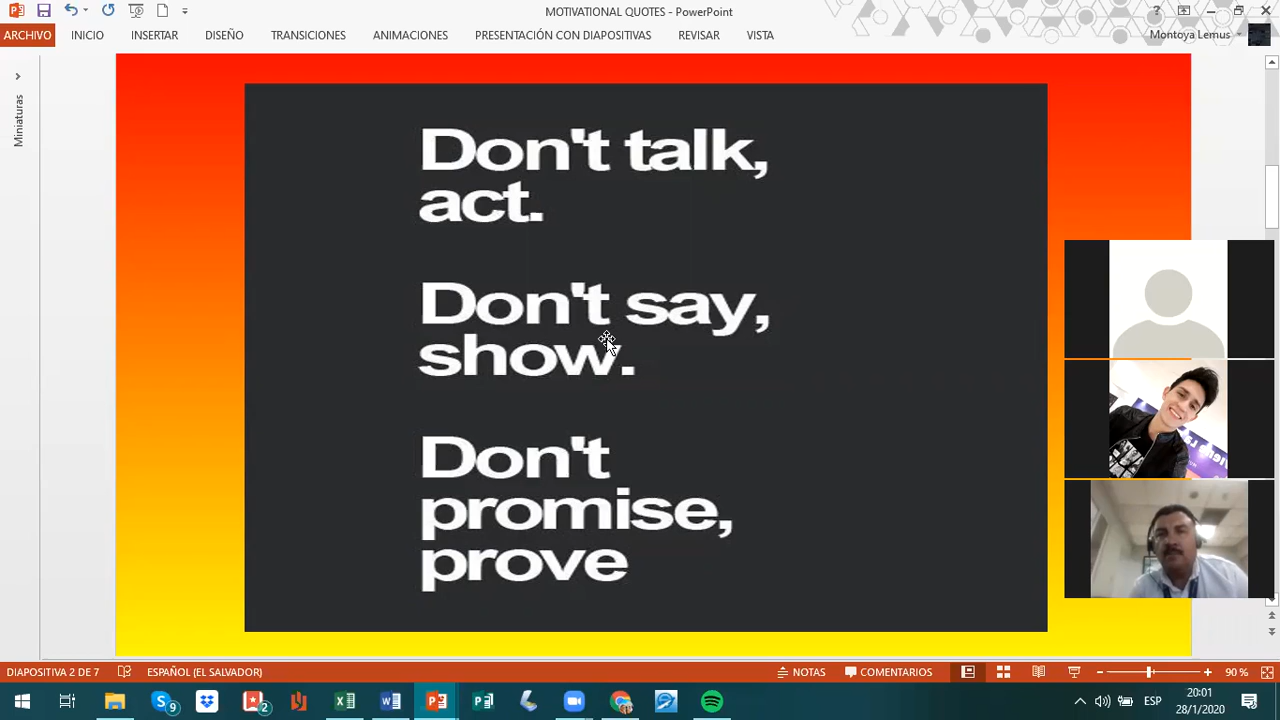 MOTIVATIONAL QUOTES - PowerPoint
ARCHIVO INICIO INSERTAR DISEÑO TRANSICIONES ANIMACIONES PRESENTACIÓN CON DIAPOSITIVAS REVISAR VISTA Montoya Lemus
Miniaturas
Don't talk,
act.
Don't say,
show.
Don't
promise,
prove
DIAPOSITIVA 2 DE 7 ESPAÑOL (EL SALVADOR) NOTAS COMENTARIOS 90 %
9 2 ESP 20:01
28/1/2020